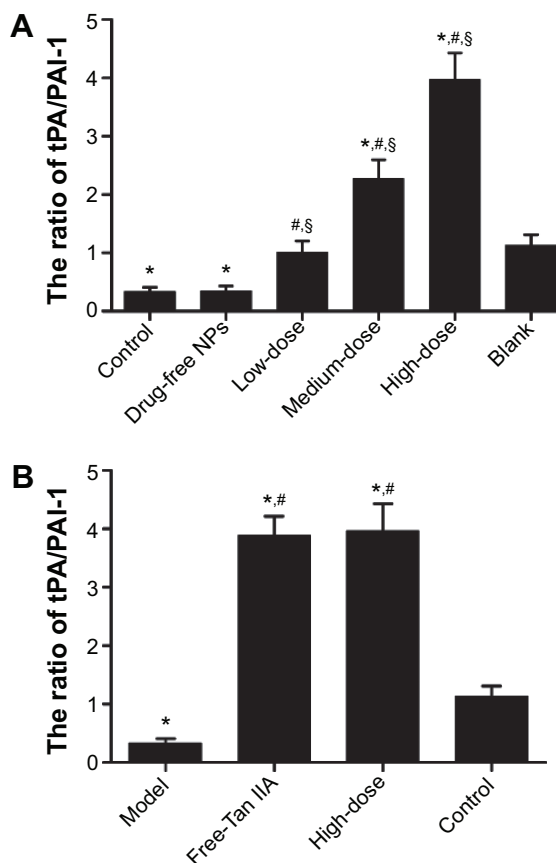 A
The ratio of tPA/PAI-1
5
4
3
2
1
0
*
*
#,§
*,#,§
*,#,§
Control
Drug-free NPs
Low-dose
Medium-dose
High-dose
Blank
B
The ratio of tPA/PAI-1
5
4
3
2
1
0
*
*,#
*,#
Model
Free-Tan IIA
High-dose
Control